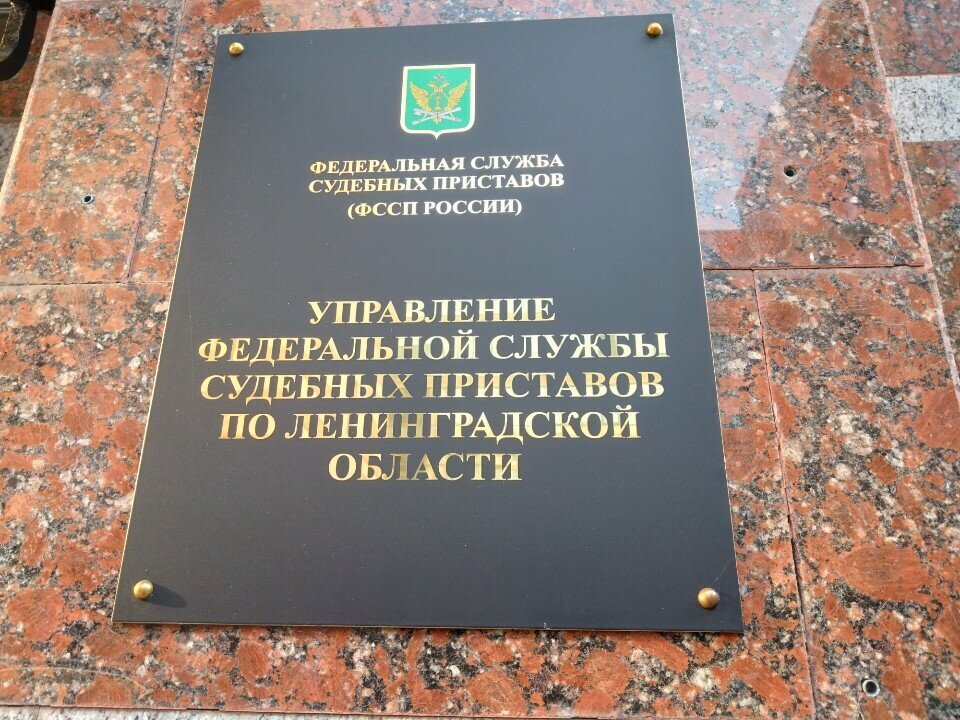 ФЕДЕРАЛЬНАЯ СЛУЖБА
СУДЕБНЫХ ПРИСТАВОВ
(ФССП РОССИИ)
УПРАВЛЕНИЕ
ФЕДЕРАЛЬНОЙ СЛУЖБЫ
СУДЕБНЫХ ПРИСТАВОВ
ПО ЛЕНИНГРАДСКОЙ
ОБЛАСТИ